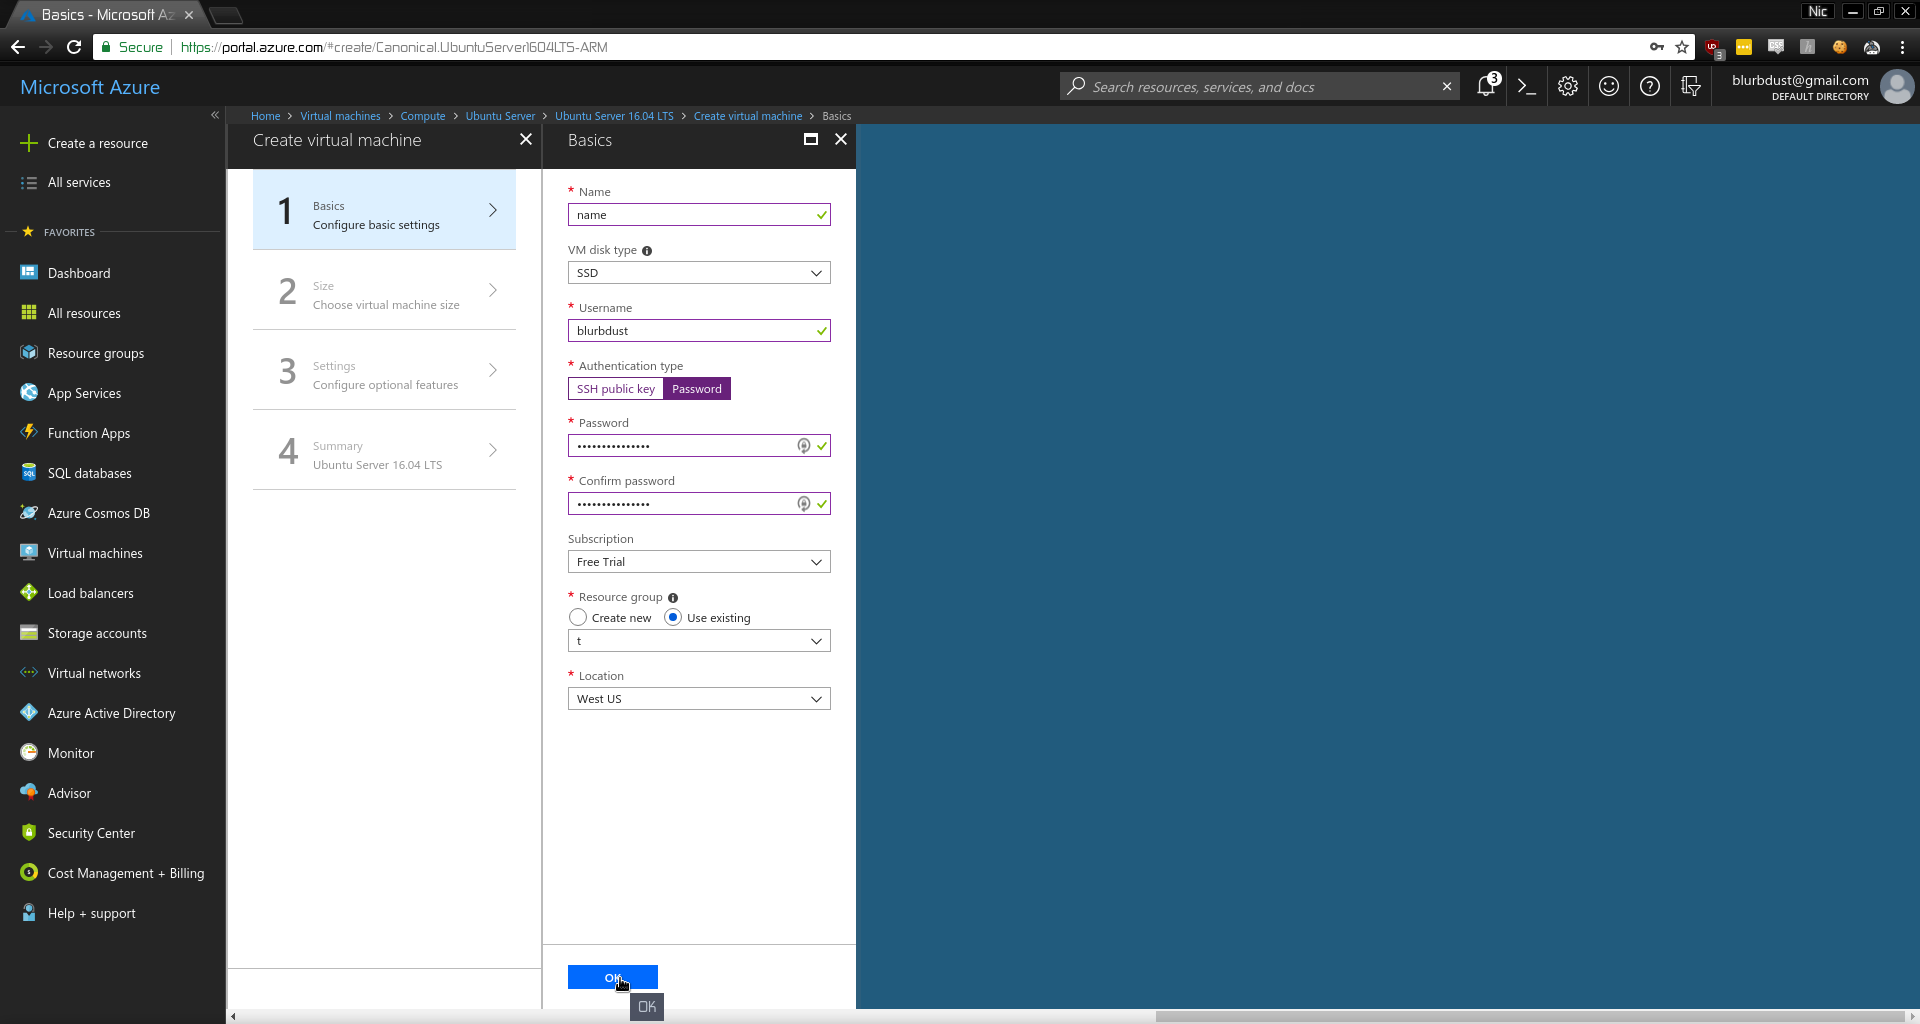 Basics - Microsoft Az
Nic
Secure https://portal.azure.com/#create/Canonical.UbuntuServer1604LTS-ARM
3
Microsoft Azure
Search resources, services, and docs
3
blurbdust@gmail.com
DEFAULT DIRECTORY
Home Virtual machines Compute Ubuntu Server Ubuntu Server 16.04 LTS Create virtual machine Basics
Create a resource
All services
FAVORITES
Dashboard
All resources
Resource groups
App Services
Function Apps
SQL databases
Azure Cosmos DB
Virtual machines
Load balancers
Storage accounts
Virtual networks
Azure Active Directory
Monitor
Advisor
Security Center
Cost Management + Billing
Help + support
Create virtual machine
1 Basics
Configure basic settings
2 Size
Choose virtual machine size
3 Settings
Configure optional features
4 Summary
Ubuntu Server 16.04 LTS
Basics
* Name
name
VM disk type
SSD
* Username
blurbdust
* Authentication type
SSH public key Password
* Password
•••••••••••••••
* Confirm password
•••••••••••••••
Subscription
Free Trial
* Resource group
Create new Use existing
t
* Location
West US
OK
OK